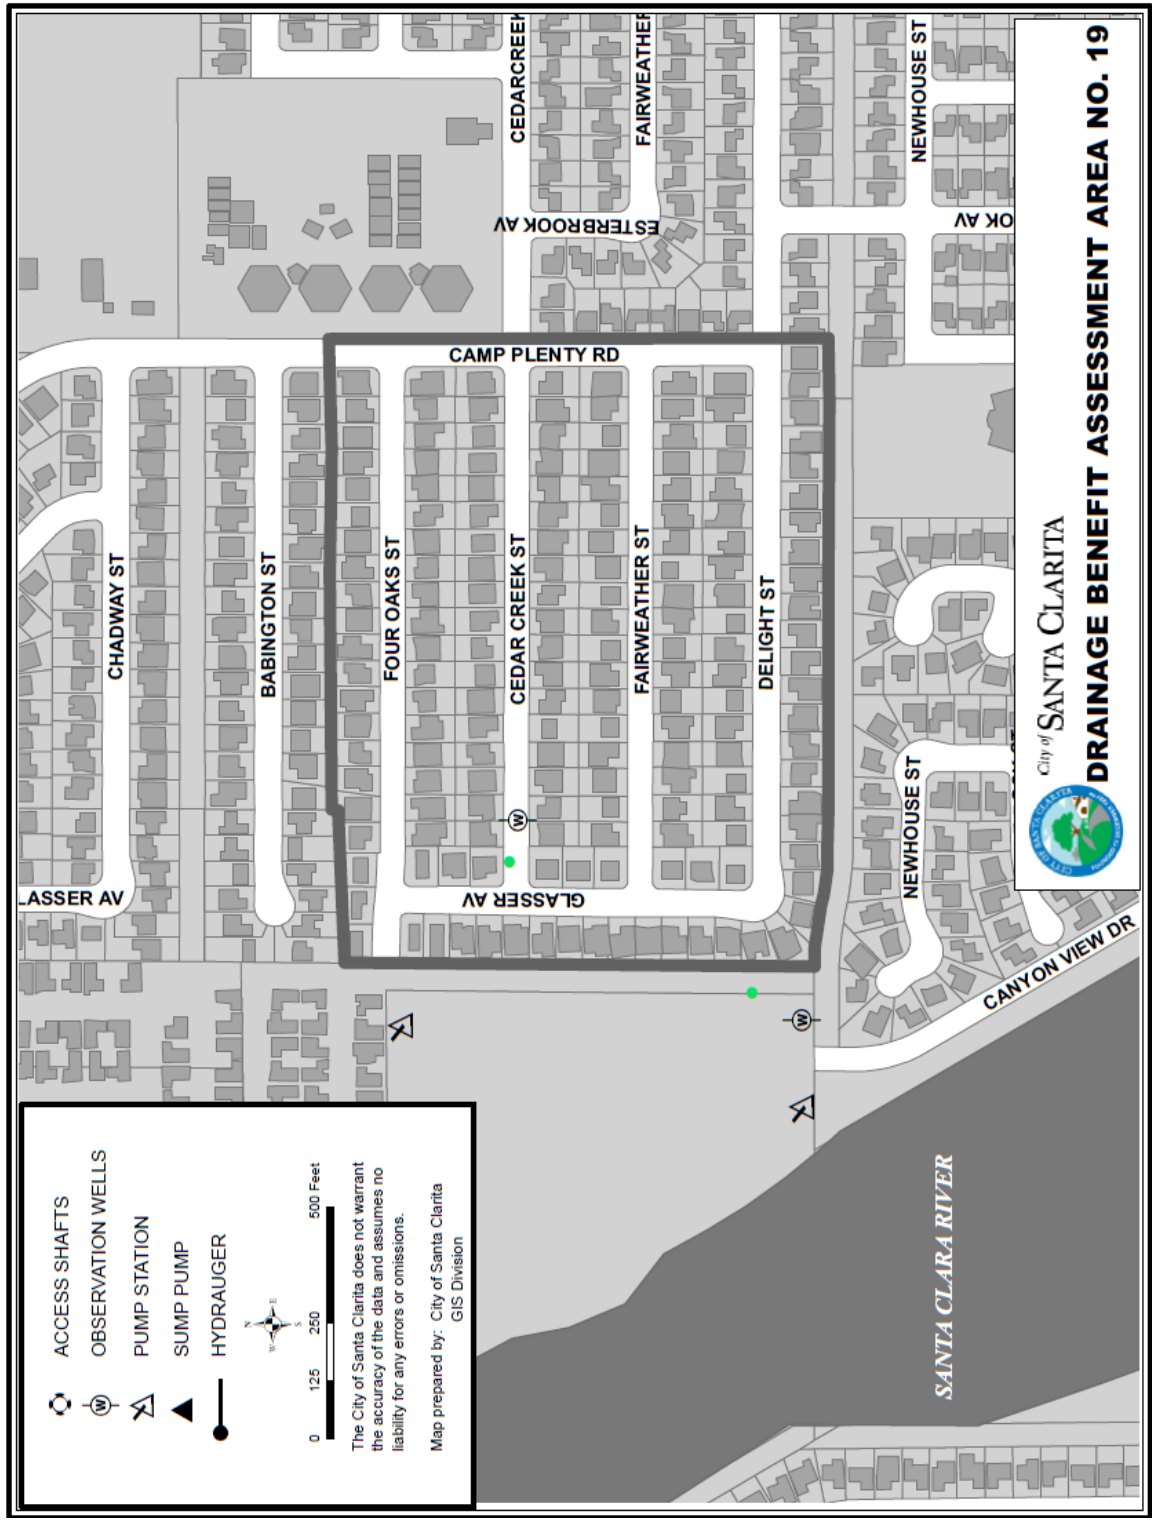 CEDARCREEK
FAIRWEATHER
NEWHOUSE ST
ESTERBROOK AV
OK AV
CAMP PLENTY RD
CHADWAY ST
BABINGTON ST
FOUR OAKS ST
CEDAR CREEK ST
FAIRWEATHER ST
DELIGHT ST
W
LASSER AV
GLASSER AV
NEWHOUSE ST
CANYON VIEW DR
W
SANTA CLARA RIVER
City of SANTA CLARITA
DRAINAGE BENEFIT ASSESSMENT AREA NO. 19
CITY OF SANTA CLARITA
ACCESS SHAFTS
W OBSERVATION WELLS
PUMP STATION
SUMP PUMP
HYDRAUGER
N
W E
S
0 125 250 500 Feet
The City of Santa Clarita does not warrant
the accuracy of the data and assumes no
liability for any errors or omissions.
Map prepared by: City of Santa Clarita
GIS Division